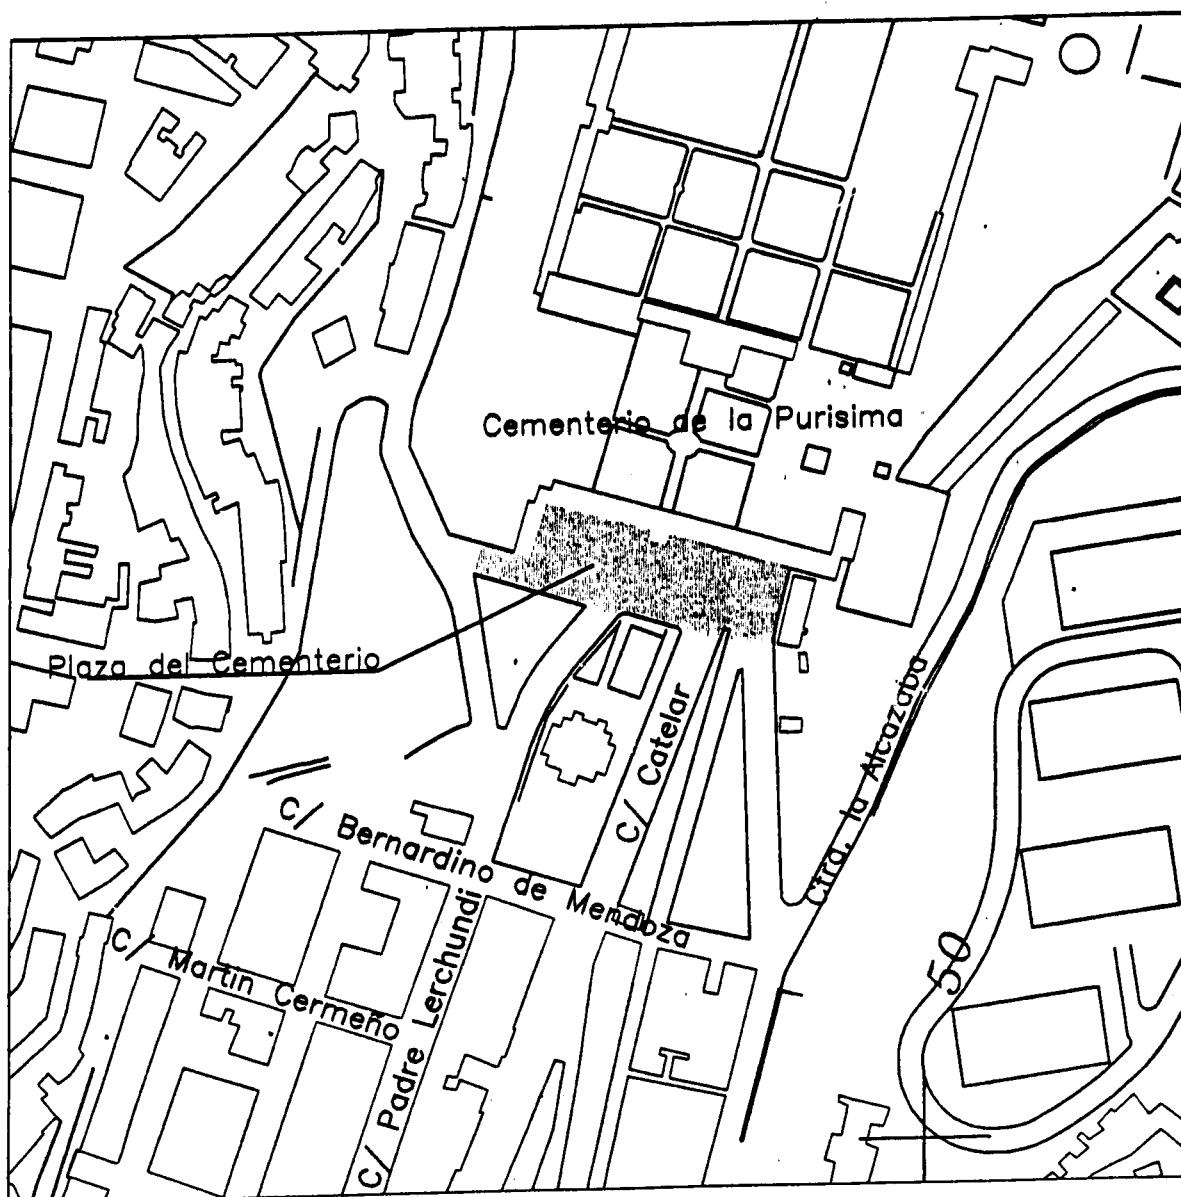 Cementerio de la Purisima
Plaza del Cementerio
C/ Catelar
Ctra. la Alcazaba
C/ Bernardino de Mendoza
C/ Martin Cermeño
C/ Padre Lerchundi
50